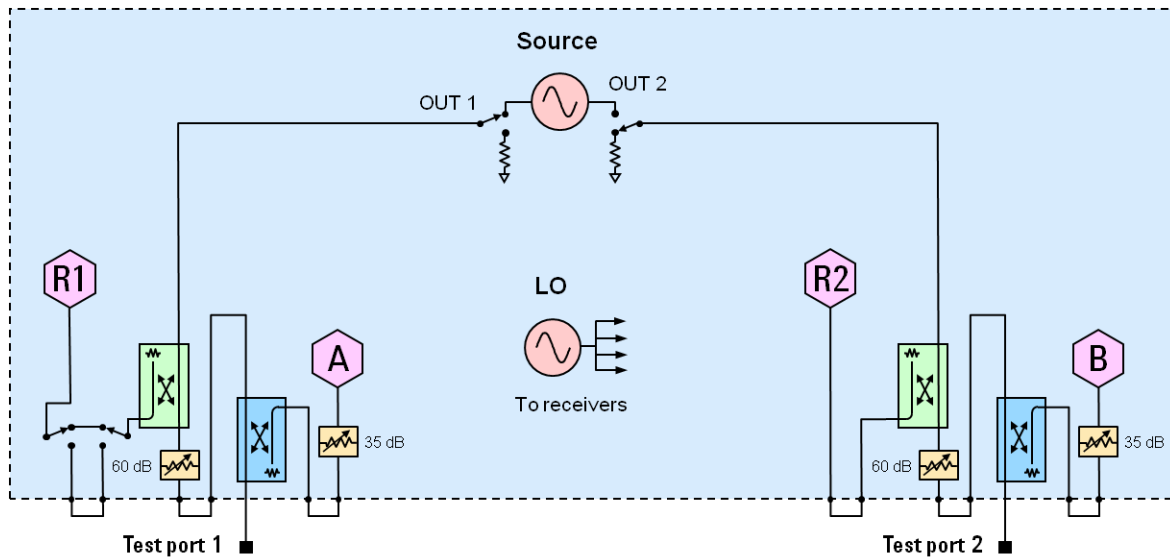 Source
OUT 1
OUT 2
R1
R2
LO
A
B
To receivers
35 dB
35 dB
60 dB
60 dB
Test port 1
Test port 2